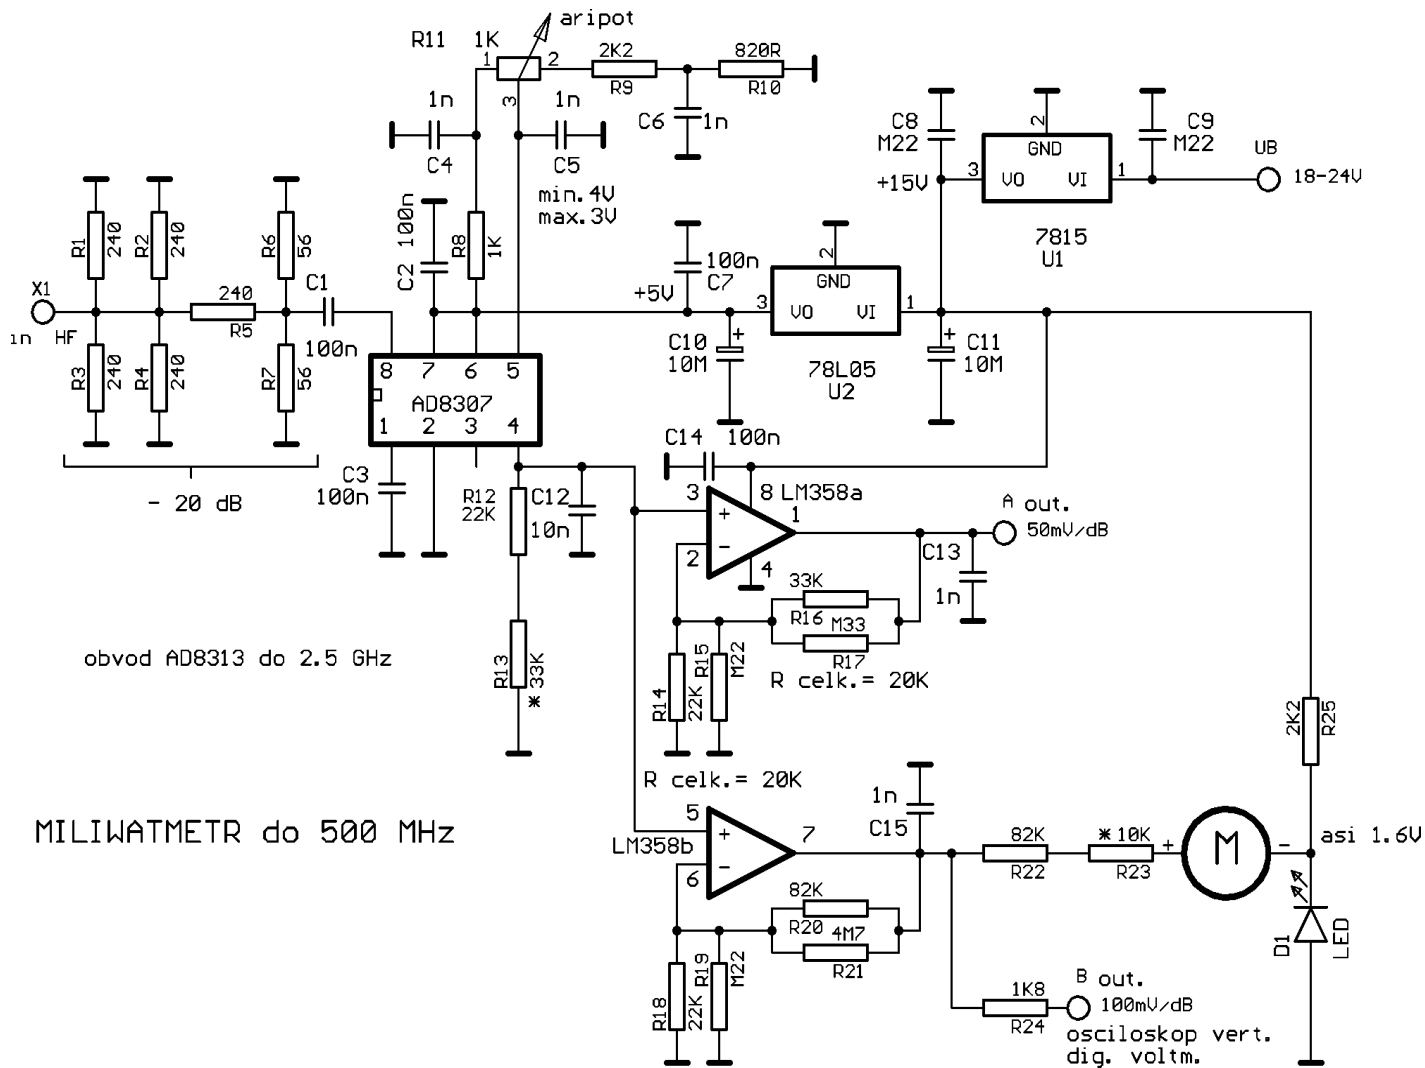 aripot
R11 1K
1 2 3
2K2
R9
820R
R10
1n
C4
1n
C5
C6 1n
min.4V
max.3V
C8
M22
C9
M22
2
GND
3 VO VI 1
+15V
UB
18-24V
7815
U1
R1 240
R2 240
R6 56
C2 100n
R8 1K
100n
C7
+5V
2
GND
3 VO VI 1
78L05
U2
X1
in HF
240
R5
C1
100n
R3 240
R4 240
R7 56
+
C10
10M
+
C11
10M
8 7 6 5
AD8307
1 2 3 4
- 20 dB
C3
100n
R12
22K
C12
10n
C14 100n
3 + 8 LM358a 1
2 - 4
A out.
50mV/dB
C13
1n
33K
R16 M33
R17
R celk.= 20K
obvod AD8313 do 2.5 GHz
R13 * 33K
R14 22K
R15 M22
R celk.= 20K
2K2 R25
MILIWATMETR do 500 MHz
5 + 7
LM358b
6 -
1n
C15
82K
R22
* 10K
R23
+ M -
asi 1.6V
82K
R20 4M7
R21
R18 22K
R19 M22
D1 LED
1K8
R24
B out.
100mV/dB
osciloskop vert.
dig. voltm.